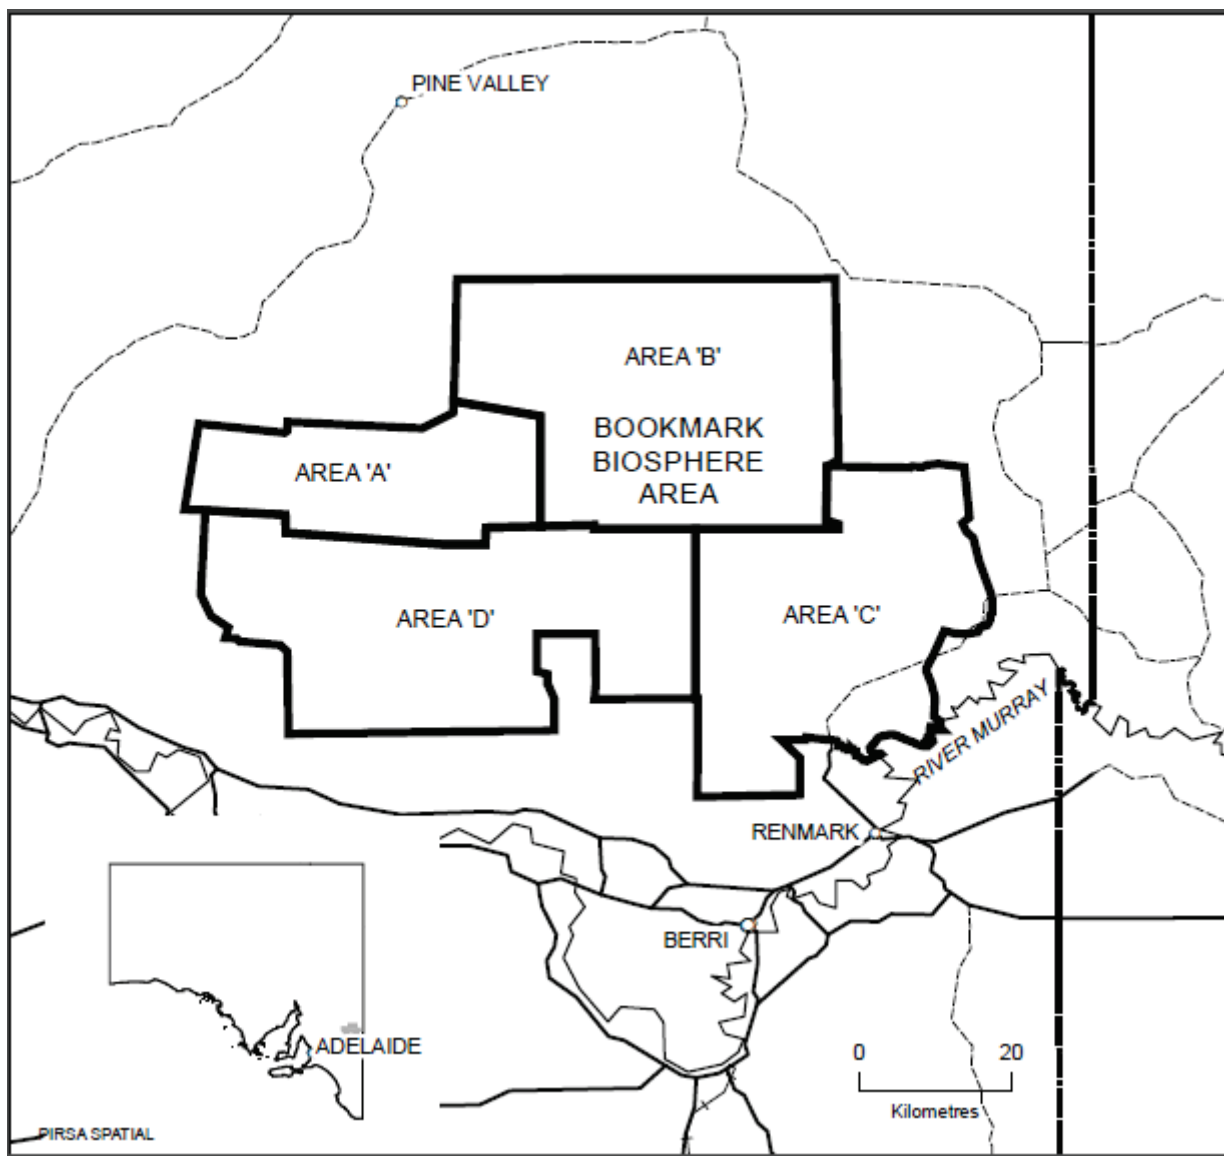 PINE VALLEY
AREA 'B'
BOOKMARK
BIOSPHERE
AREA
AREA 'A'
AREA 'D'
AREA 'C'
RIVER MURRAY
RENMARK
BERRI
ADELAIDE
0 20
Kilometres
PIRSA SPATIAL